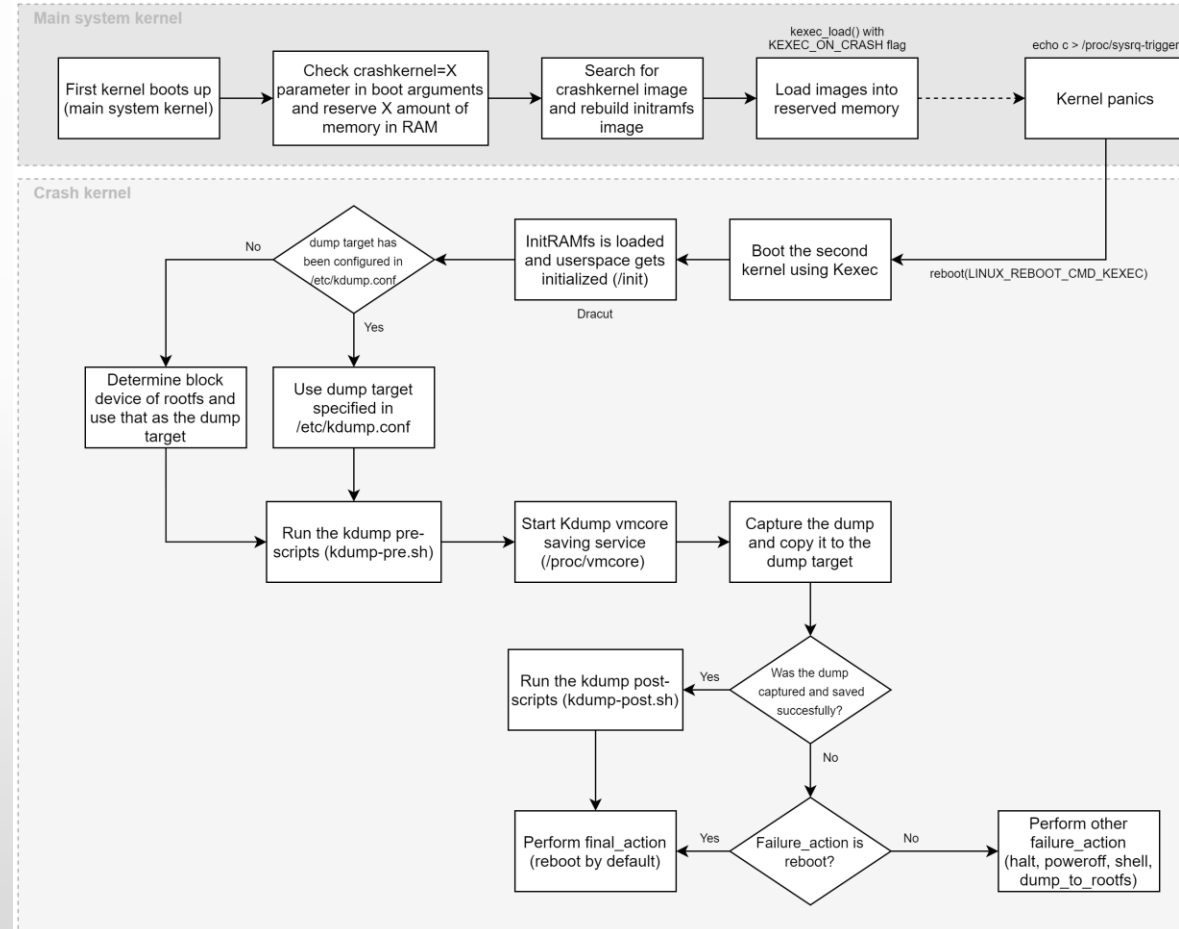 Main system kernel
First kernel boots up
(main system kernel)
Check crashkernel=X
parameter in boot arguments
and reserve X amount of
memory in RAM
Search for
crashkernel image
and rebuild initramfs
image
kexec_load() with
KEXEC_ON_CRASH flag
Load images into
reserved memory
echo c > /proc/sysrq-trigger
Kernel panics
Crash kernel
reboot(LINUX_REBOOT_CMD_KEXEC)
Boot the second
kernel using Kexec
InitRAMfs is loaded
and userspace gets
initialized (/init)
Dracut
dump target has
been configured in
/etc/kdump.conf
No
Yes
Determine block
device of rootfs and
use that as the dump
target
Use dump target
specified in
/etc/kdump.conf
Run the kdump pre-
scripts (kdump-pre.sh)
Start Kdump vmcore
saving service
(/proc/vmcore)
Capture the dump
and copy it to the
dump target
Was the dump
captured and saved
succesfully?
Yes
Run the kdump post-
scripts (kdump-post.sh)
No
Failure_action is
reboot?
Yes
Perform final_action
(reboot by default)
No
Perform other
failure_action
(halt, poweroff, shell,
dump_to_rootfs)